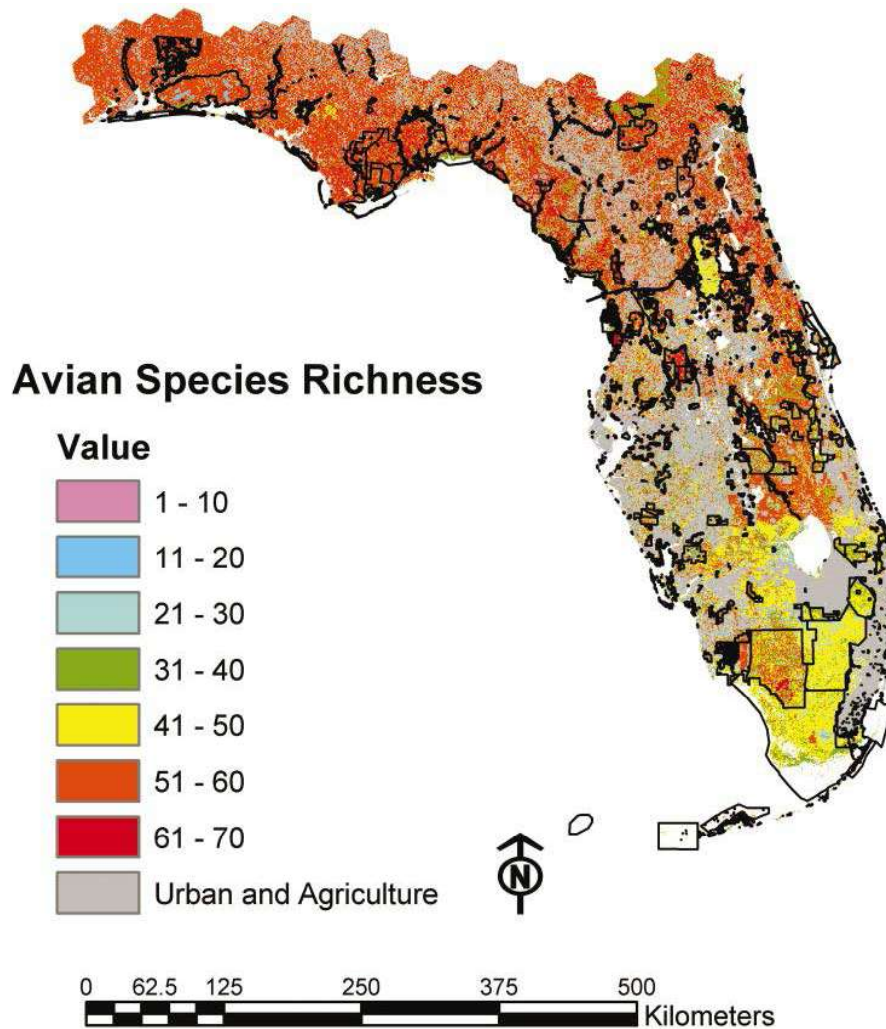 Avian Species Richness
Value
1 - 10
11 - 20
21 - 30
31 - 40
41 - 50
51 - 60
61 - 70
Urban and Agriculture
N
0 62.5 125 250 375 500
Kilometers